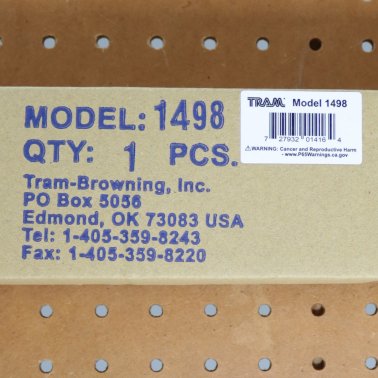 MODEL: 1498
QTY: 1 PCS.
Tram-Browning, Inc.
PO Box 5056
Edmond, OK 73083 USA
Tel: 1-405-359-8243
Fax: 1-405-359-8220
TRAM Model 1498
7 27932 01416 4
⚠ WARNING: Cancer and Reproductive Harm
- www.P65Warnings.ca.gov